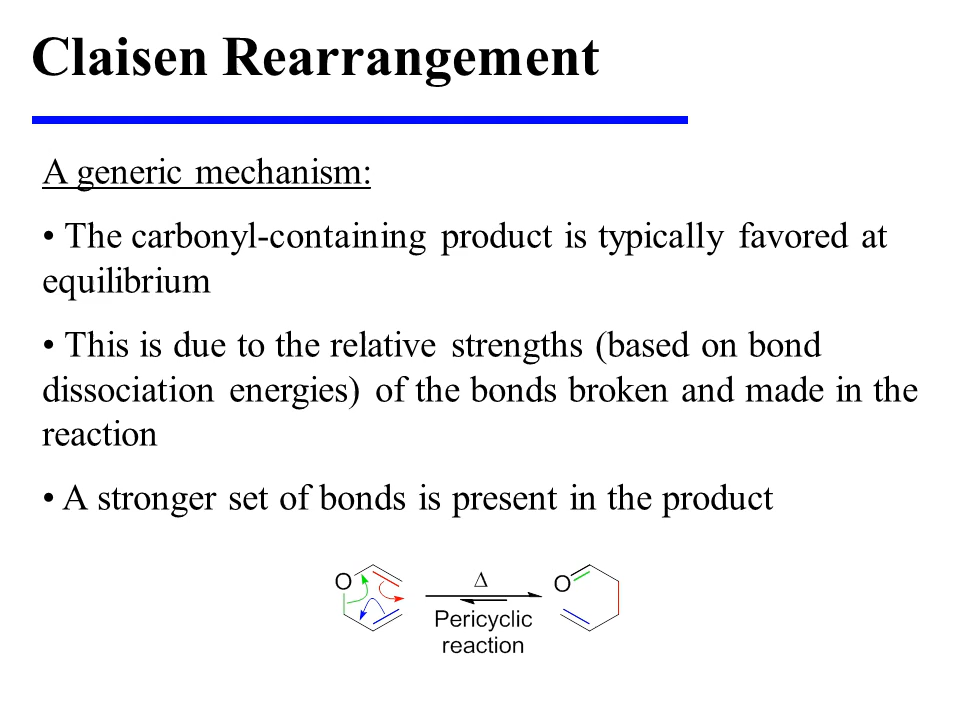 Claisen Rearrangement
A generic mechanism:
• The carbonyl-containing product is typically favored at
equilibrium
• This is due to the relative strengths (based on bond
dissociation energies) of the bonds broken and made in the
reaction
• A stronger set of bonds is present in the product
O
Δ
O
Pericyclic
reaction